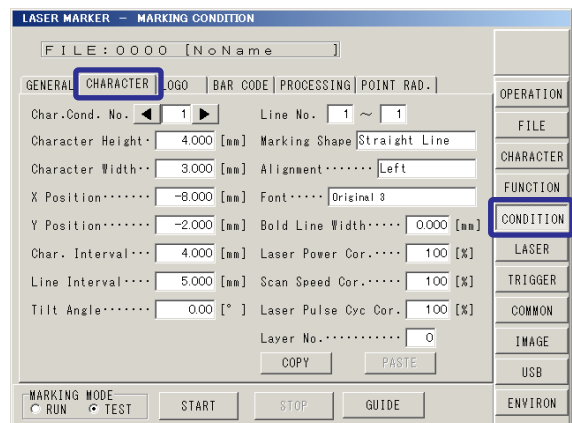 LASER MARKER － MARKING CONDITION
FILE:0000 [NoName ]
GENERAL CHARACTER LOGO BAR CODE PROCESSING POINT RAD.
Char.Cond. No. 1 Line No. 1 ～ 1
Character Height· 4.000 [mm] Marking Shape Straight Line
Character Width·· 3.000 [mm] Alignment······· Left
X Position······· -8.000 [mm] Font····· Original 3
Y Position······· -2.000 [mm] Bold Line Width····· 0.000 [mm]
Char. Interval··· 4.000 [mm] Laser Power Cor.···· 100 [%]
Line Interval···· 5.000 [mm] Scan Speed Cor.····· 100 [%]
Tilt Angle······· 0.00 [° ] Laser Pulse Cyc Cor. 100 [%]
Layer No.··········· 0
COPY PASTE
MARKING MODE
RUN TEST START STOP GUIDE
OPERATION
FILE
CHARACTER
FUNCTION
CONDITION
LASER
TRIGGER
COMMON
IMAGE
USB
ENVIRON